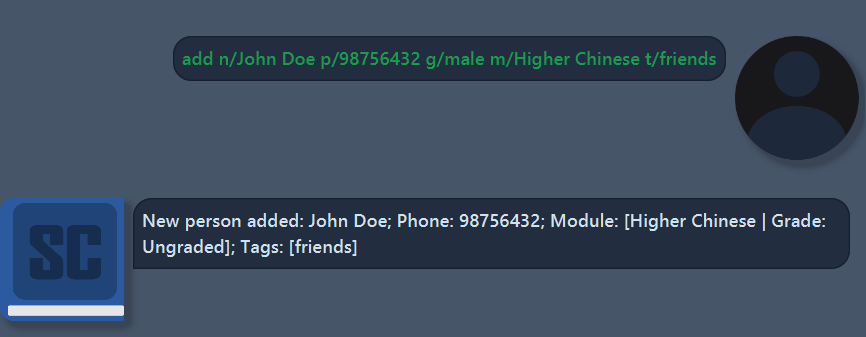 add n/John Doe p/98756432 g/male m/Higher Chinese t/friends
New person added: John Doe; Phone: 98756432; Module: [Higher Chinese | Grade:
Ungraded]; Tags: [friends]
SC